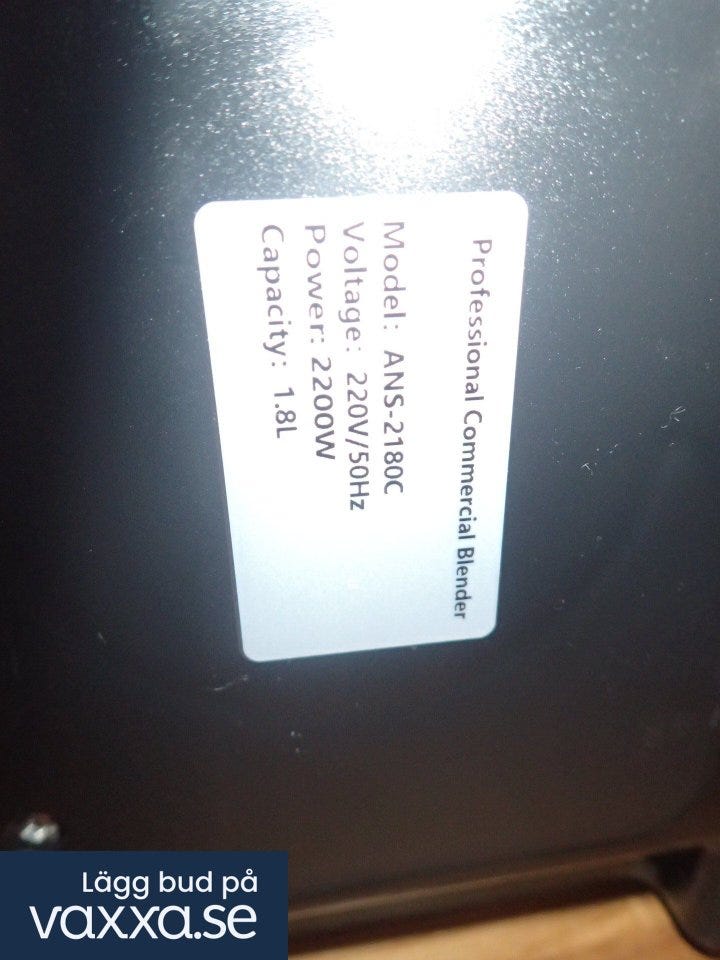 Professional Commercial Blender
Model: ANS-2180C
Voltage: 220V/50Hz
Power: 2200W
Capacity: 1.8L
Lägg bud på
vaxxa.se